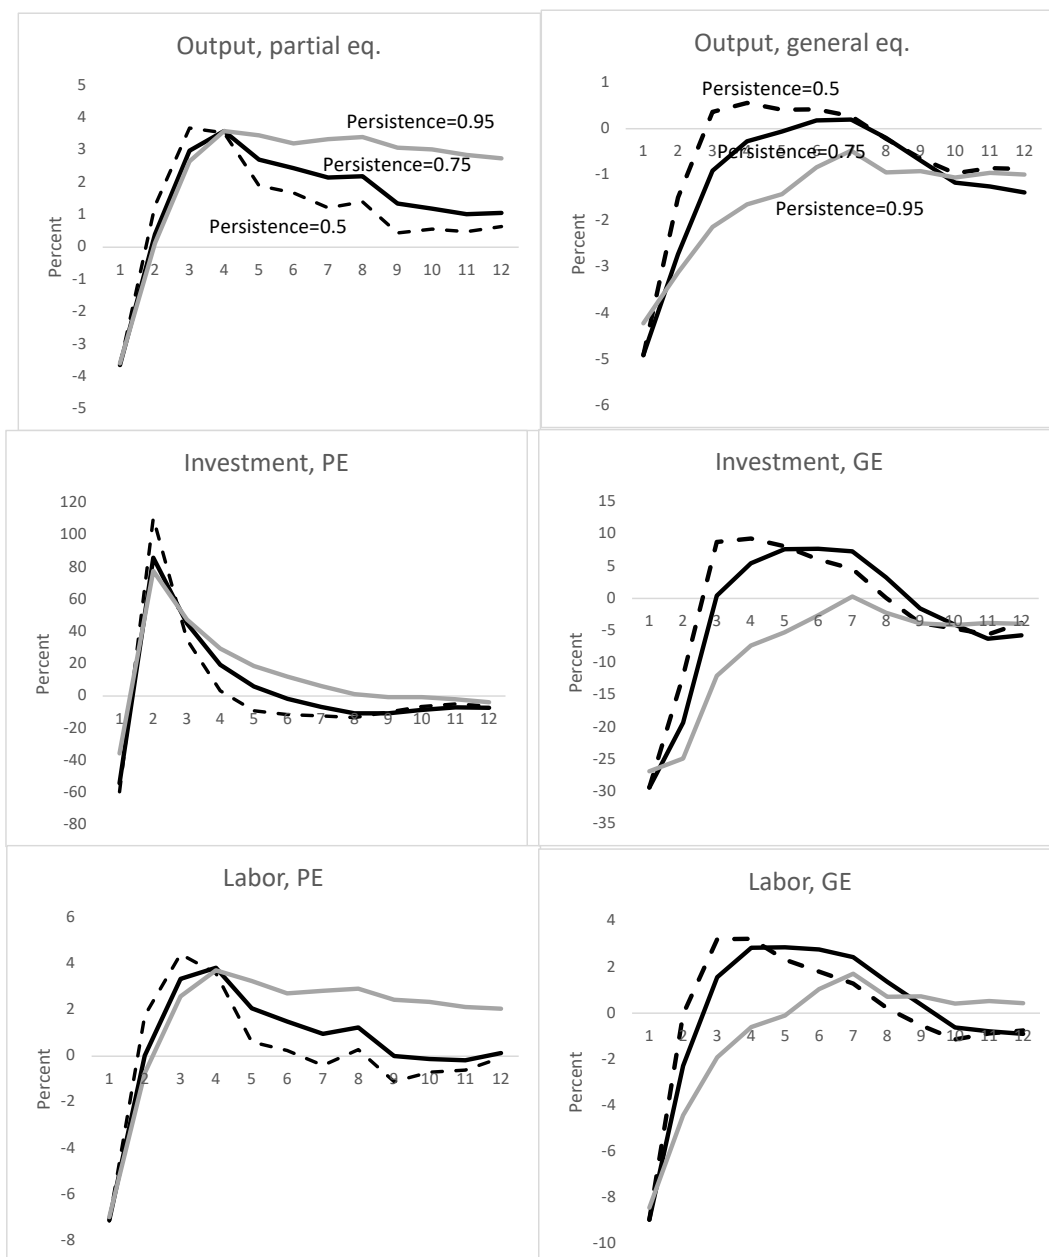 Output, partial eq.
5
4
3
2
1
0
-1
-2
-3
-4
-5
Percent
1 2 3 4 5 6 7 8 9 10 11 12
Persistence=0.95
Persistence=0.75
Persistence=0.5
Output, general eq.
1
0
-1
-2
-3
-4
-5
-6
Percent
1 2 3 4 5 6 7 8 9 10 11 12
Persistence=0.5
Persistence=0.75
Persistence=0.95
Investment, PE
120
100
80
60
40
20
0
-20
-40
-60
-80
Percent
1 2 3 4 5 6 7 8 9 10 11 12
Investment, GE
15
10
5
0
-5
-10
-15
-20
-25
-30
-35
Percent
1 2 3 4 5 6 7 8 9 10 11 12
Labor, PE
6
4
2
0
-2
-4
-6
-8
Percent
1 2 3 4 5 6 7 8 9 10 11 12
Labor, GE
4
2
0
-2
-4
-6
-8
-10
Percent
1 2 3 4 5 6 7 8 9 10 11 12